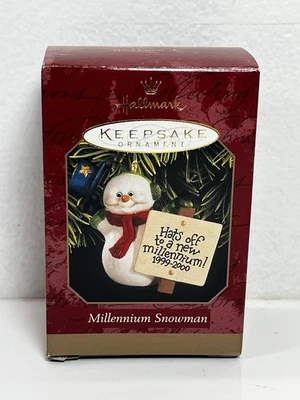 Hallmark
KEEPSAKE
ORNAMENT
Hats off
to a new
millennium!
1999-2000
Millennium Snowman